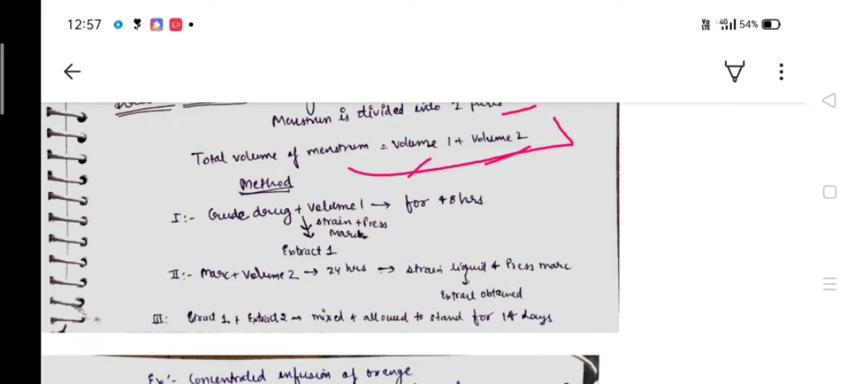 12:57 Vo LTE 4G 54%
Menstrum is divided into 2 parts
Total volume of menstrum = volume 1 + volume 2
Method
I:- Crude drug + volume 1 → for 48 hrs
↓ strain + Press
Marc
Extract 1
II:- Marc + volume 2 → 24 hrs → strain liquid & Press marc
↓
Extract obtained
III: Extract 1 + Extract 2 → mixed & allowed to stand for 14 days
Ex:- Concentrated infusion of orange